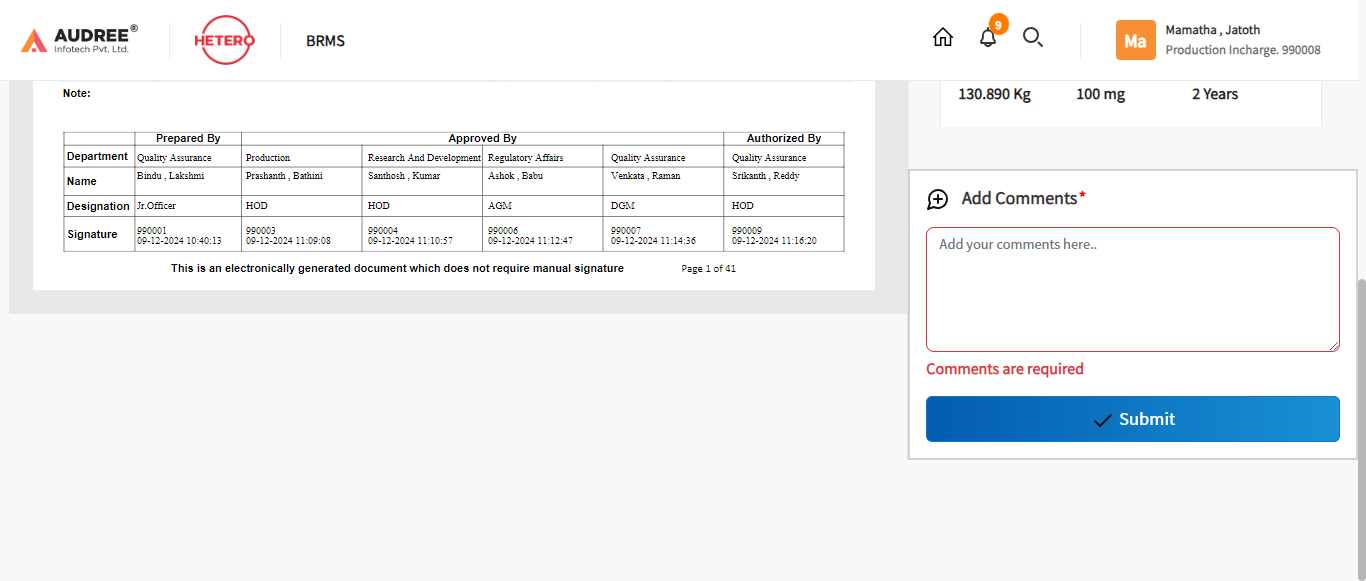 AUDREE®
Infotech Pvt. Ltd.
HETERO
BRMS
9
Ma
Mamatha , Jatoth
Production Incharge. 990008
Note:
Prepared By Approved By Authorized By
Department Quality Assurance Production Research And Development Regulatory Affairs Quality Assurance Quality Assurance
Name Bindu , Lakshmi Prashanth , Bathini Santhosh , Kumar Ashok , Babu Venkata , Raman Srikanth , Reddy
Designation Jr.Officer HOD HOD AGM DGM HOD
Signature 990001 990003 990004 990006 990007 990009
09-12-2024 10:40:13 09-12-2024 11:09:08 09-12-2024 11:10:57 09-12-2024 11:12:47 09-12-2024 11:14:36 09-12-2024 11:16:20
This is an electronically generated document which does not require manual signature Page 1 of 41
130.890 Kg 100 mg 2 Years
Add Comments*
Add your comments here..
Comments are required
Submit